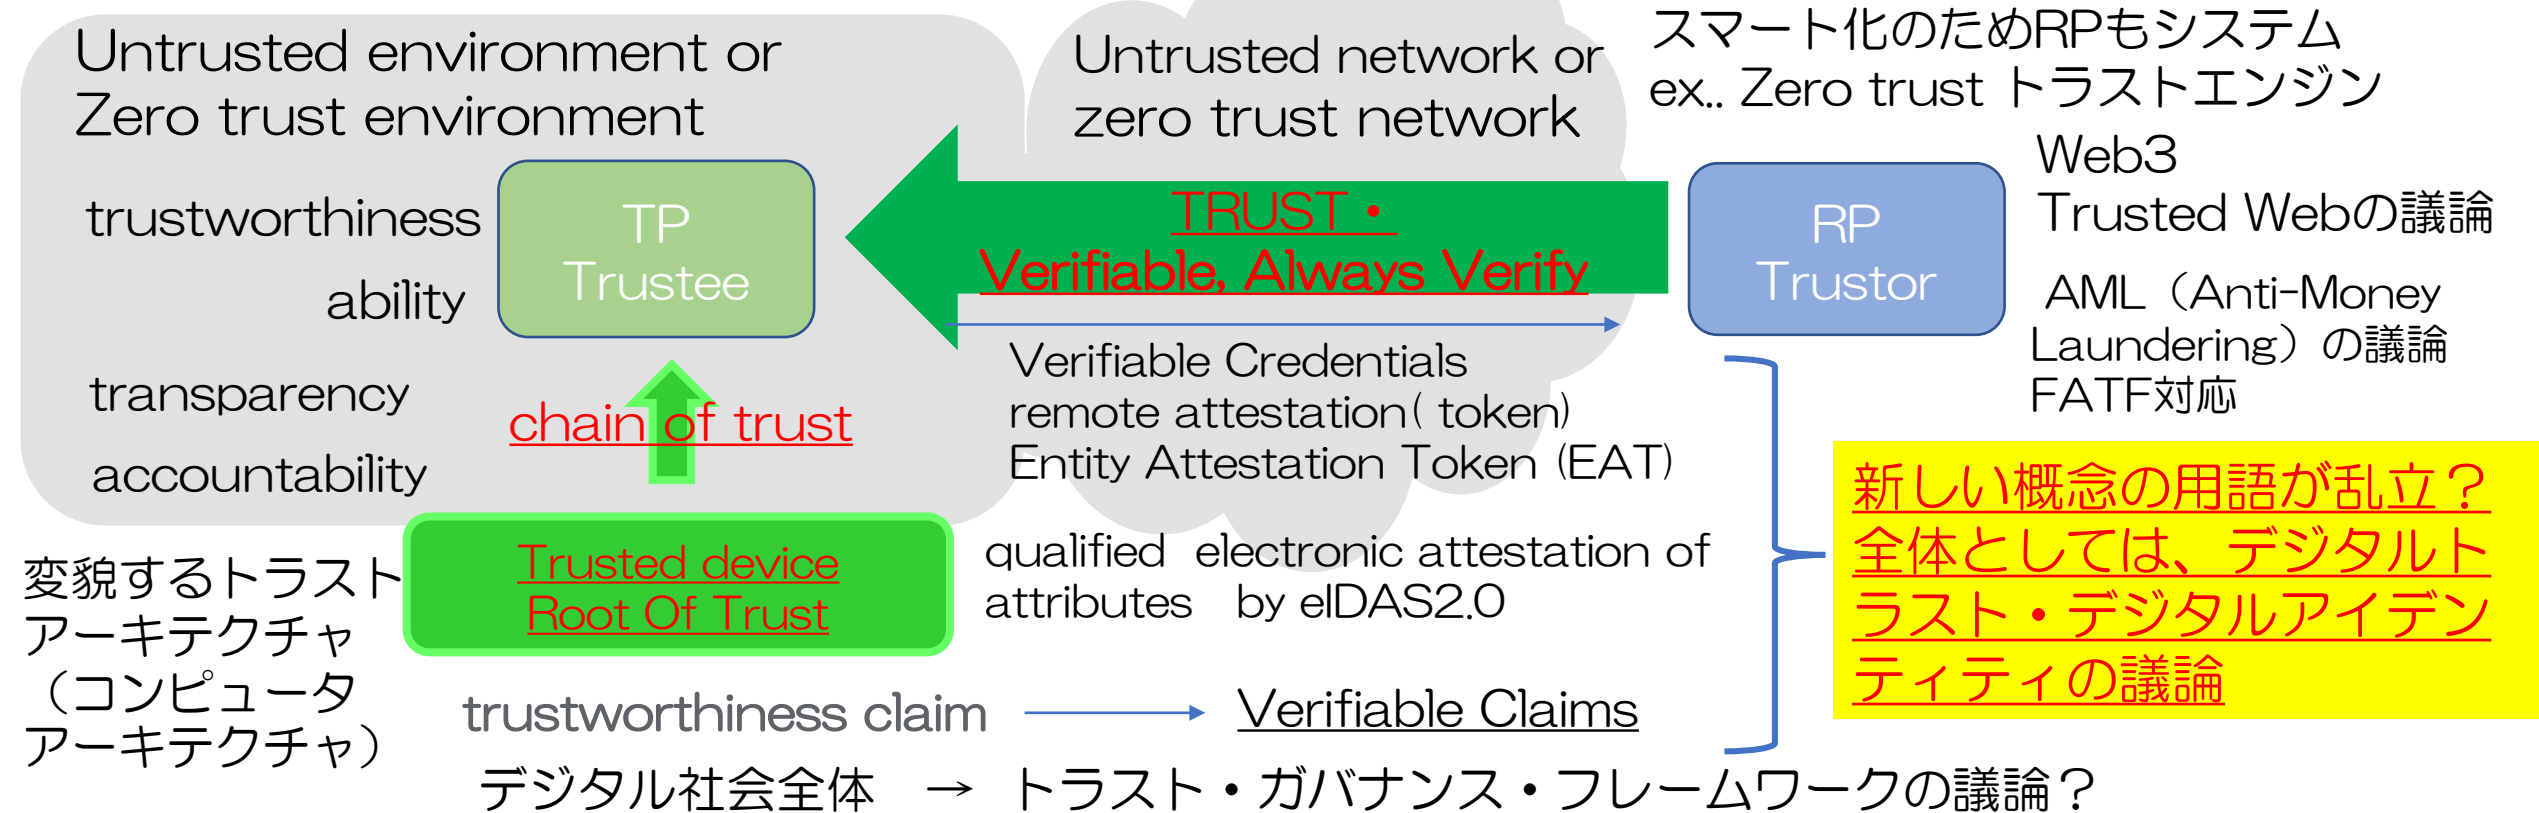 Untrusted environment or
Zero trust environment
trustworthiness
ability
transparency
accountability
TP
Trustee
chain of trust
Trusted device
Root Of Trust
変貌するトラスト
アーキテクチャ
（コンピュータ
アーキテクチャ）
Untrusted network or
zero trust network
TRUST・
Verifiable, Always Verify
Verifiable Credentials
remote attestation( token)
Entity Attestation Token (EAT)
qualified electronic attestation of
attributes by eIDAS2.0
trustworthiness claim
Verifiable Claims
スマート化のためRPもシステム
ex.. Zero trust トラストエンジン
RP
Trustor
Web3
Trusted Webの議論
AML（Anti-Money
Laundering）の議論
FATF対応
新しい概念の用語が乱立？
全体としては、デジタルト
ラスト・デジタルアイデン
ティティの議論
デジタル社会全体 → トラスト・ガバナンス・フレームワークの議論？